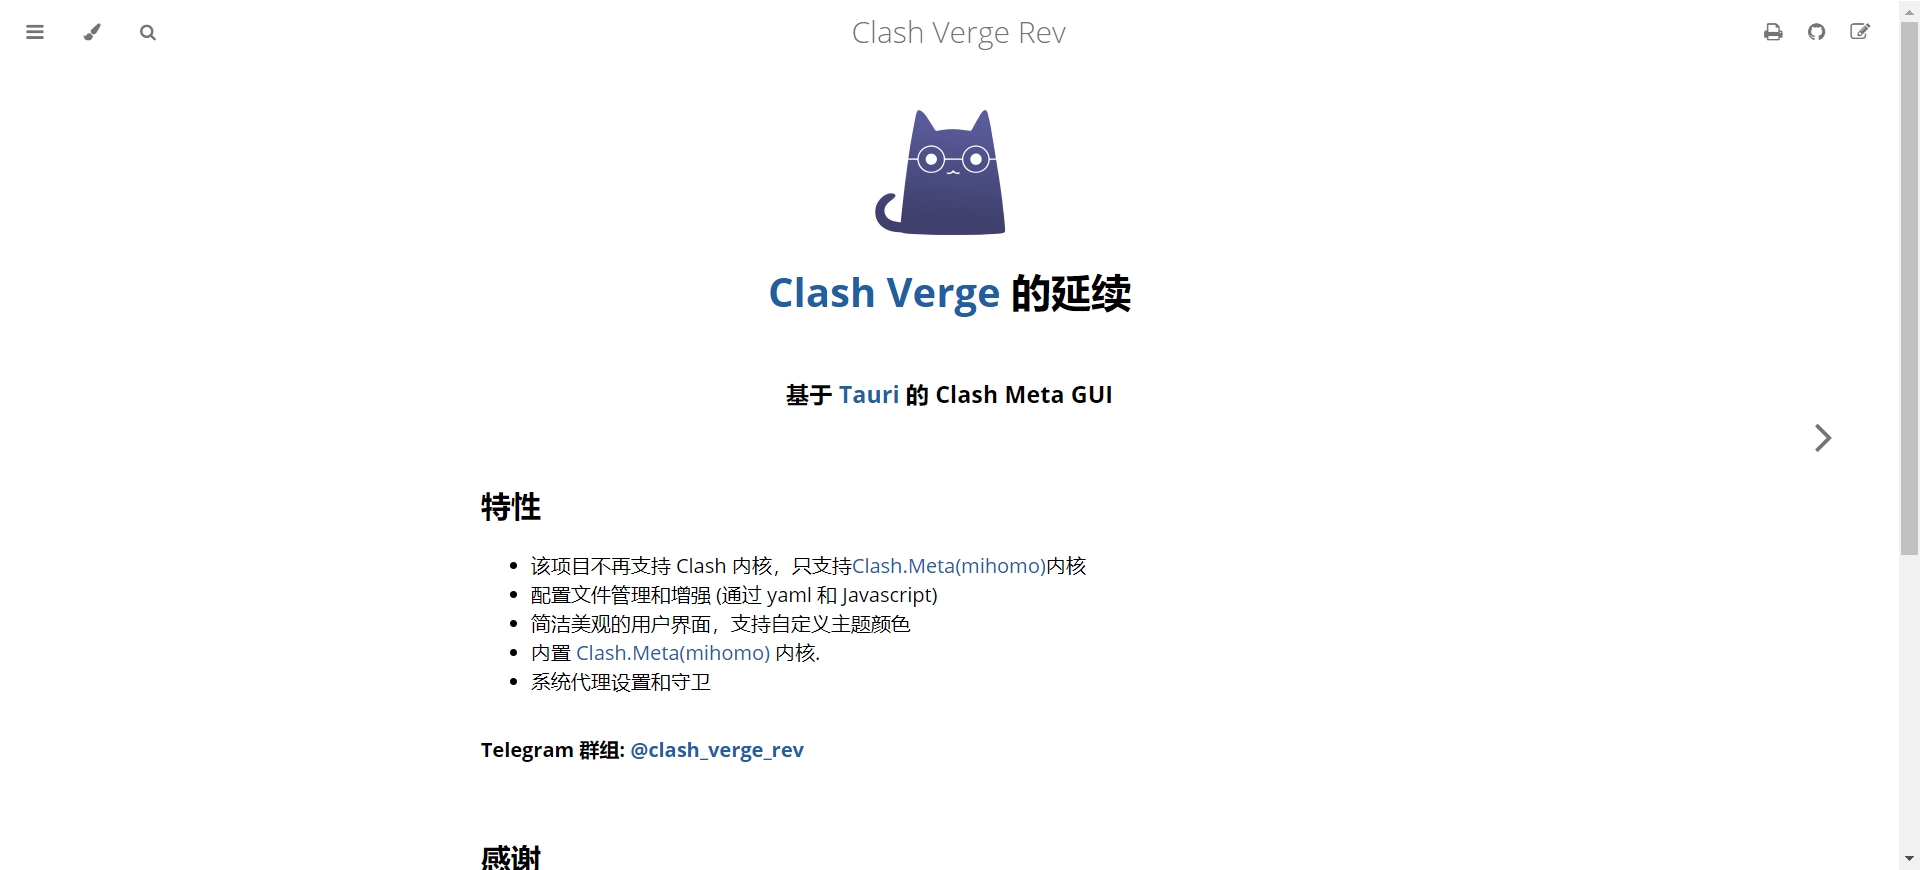 Clash Verge Rev
Clash Verge 的延续
基于 Tauri 的 Clash Meta GUI
特性
该项目不再支持 Clash 内核，只支持Clash.Meta(mihomo)内核
配置文件管理和增强 (通过 yaml 和 Javascript)
简洁美观的用户界面，支持自定义主题颜色
内置 Clash.Meta(mihomo) 内核.
系统代理设置和守卫
Telegram 群组: @clash_verge_rev
感谢